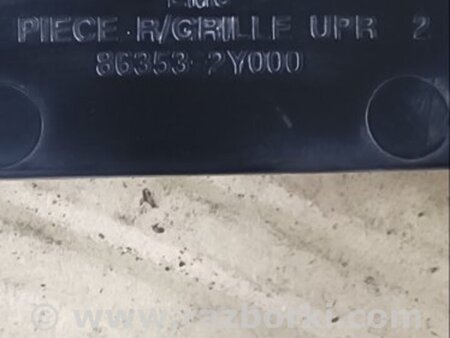 PIECE-R/GRILLE UPR 2
86353-2Y000
© www.razborki.com